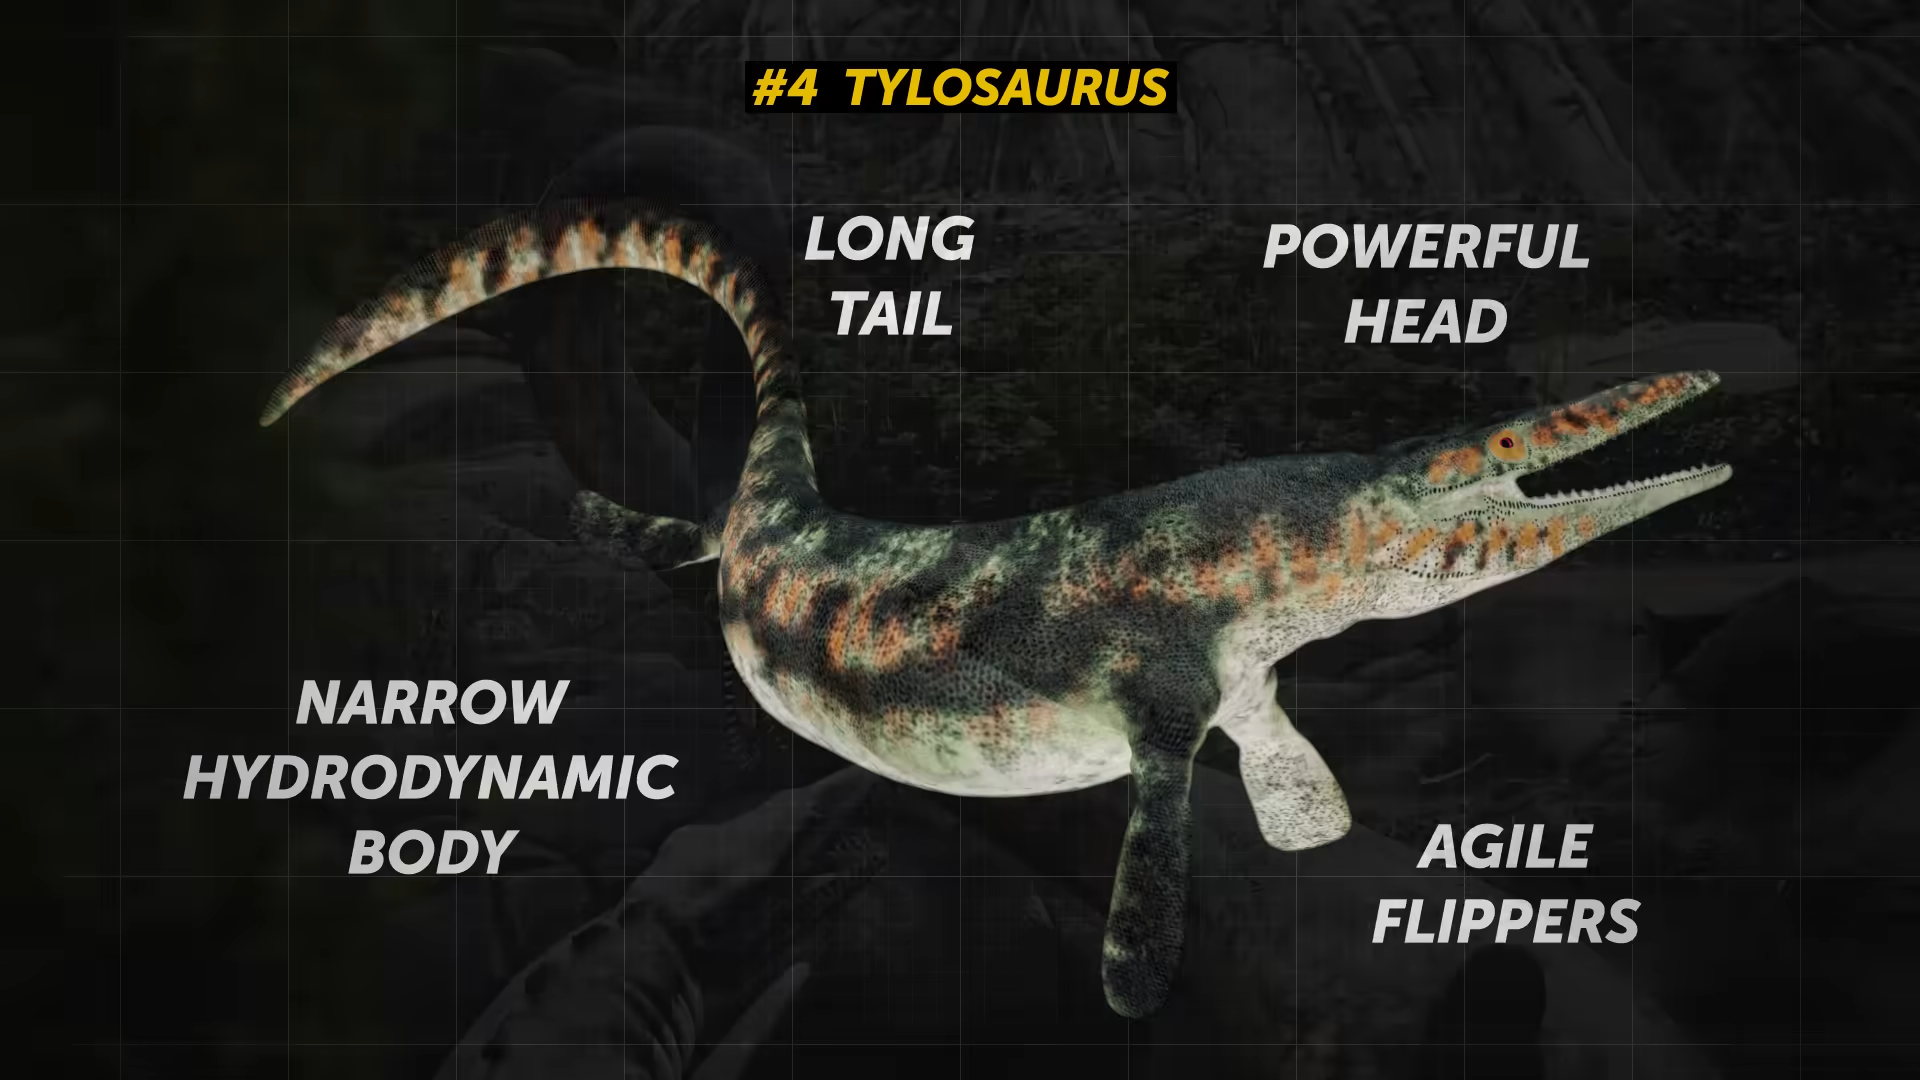 #4 TYLOSAURUS
LONG
TAIL
POWERFUL
HEAD
NARROW
HYDRODYNAMIC
BODY
AGILE
FLIPPERS